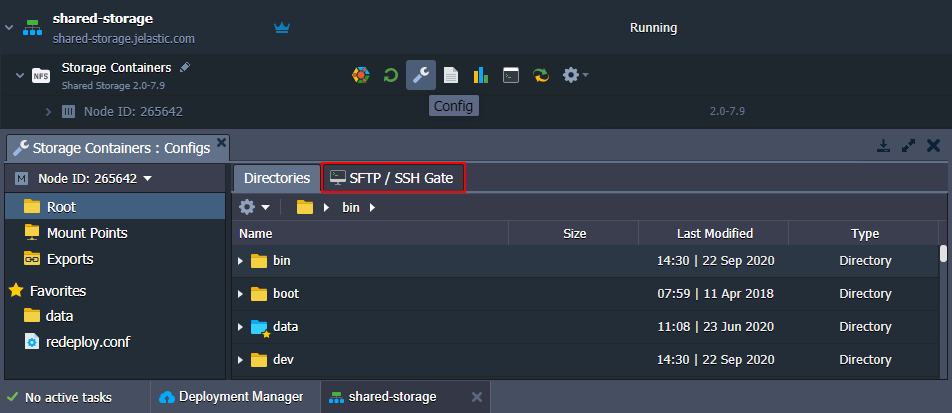 shared-storage
shared-storage.jelastic.com
Running
NFS
Storage Containers
Shared Storage 2.0-7.9
Node ID: 265642
Config
2.0-7.9
Storage Containers : Configs
M Node ID: 265642
Directories
SFTP / SSH Gate
Root
Mount Points
Exports
Favorites
data
redeploy.conf
bin
Name Size Last Modified Type
bin 14:30 | 22 Sep 2020 Directory
boot 07:59 | 11 Apr 2018 Directory
data 11:08 | 23 Jun 2020 Directory
dev 14:30 | 22 Sep 2020 Directory
No active tasks
Deployment Manager
shared-storage